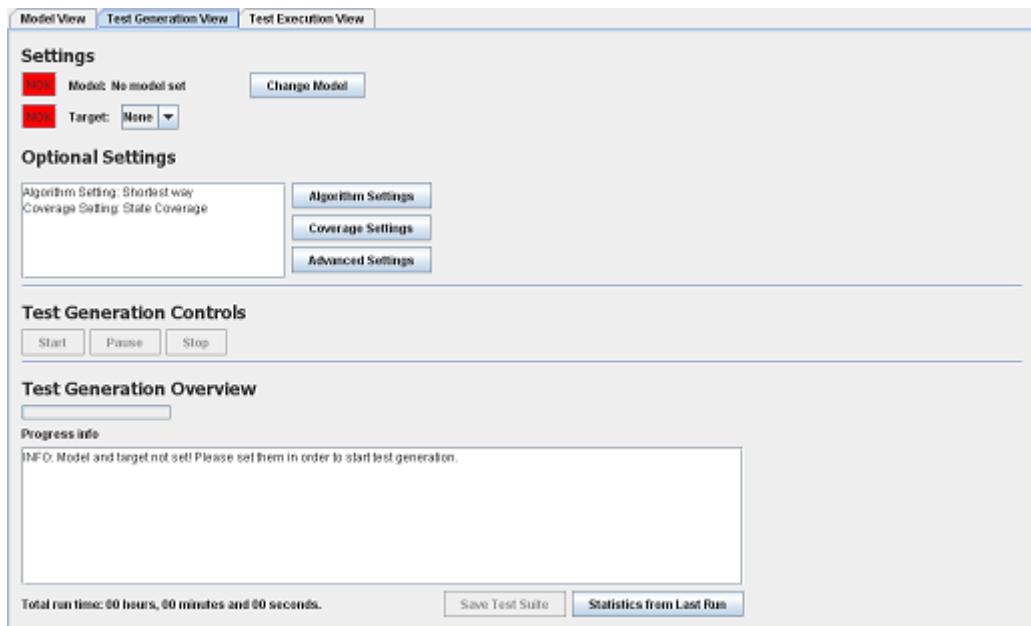 Model View Test Generation View Test Execution View
Settings
NOK Model: No model set Change Model
NOK Target: None
Optional Settings
Algorithm Setting: Shortest way
Coverage Setting: State Coverage
Algorithm Settings
Coverage Settings
Advanced Settings
Test Generation Controls
Start Pause Stop
Test Generation Overview
Progress info
INFO: Model and target not set! Please set them in order to start test generation.
Total run time: 00 hours, 00 minutes and 00 seconds. Save Test Suite Statistics from Last Run